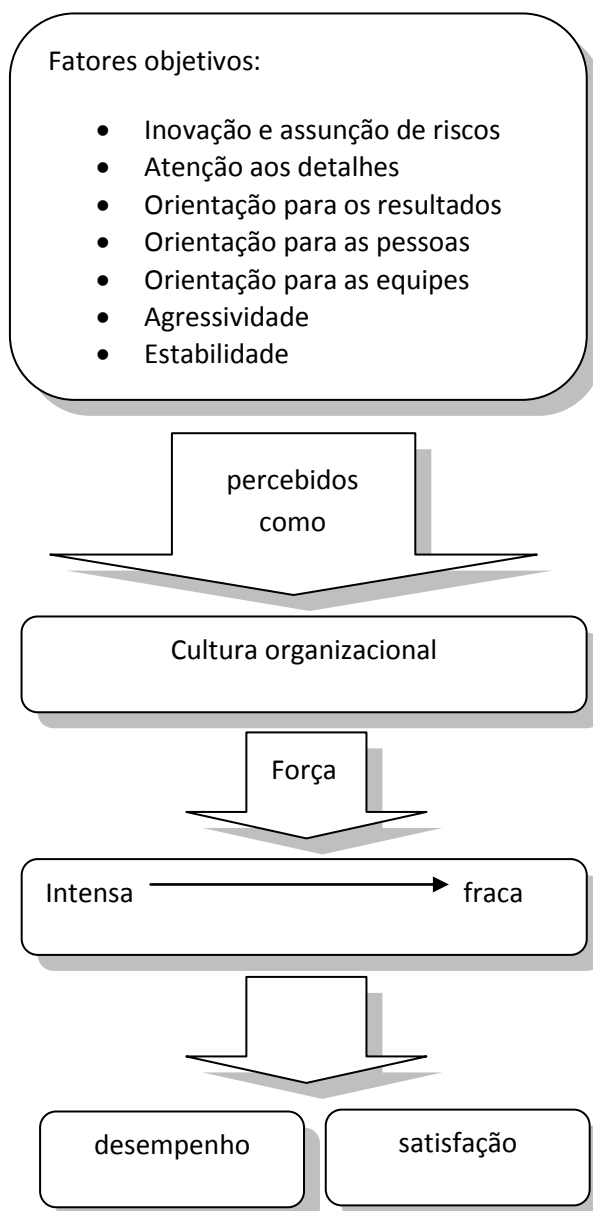 Fatores objetivos:
• Inovação e assunção de riscos
• Atenção aos detalhes
• Orientação para os resultados
• Orientação para as pessoas
• Orientação para as equipes
• Agressividade
• Estabilidade
percebidos
como
Cultura organizacional
Força
Intensa fraca
desempenho satisfação